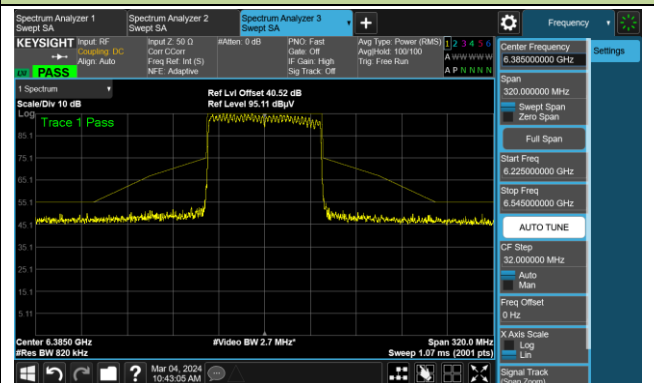 Spectrum Analyzer 1
Swept SA
Spectrum Analyzer 2
Swept SA
Spectrum Analyzer 3
Swept SA
Frequency
KEYSIGHT
Input: RF
Coupling: DC
Align: Auto
Input Z: 50 Ω
Corr CCorr
Freq Ref: Int (S)
NFE: Adaptive
#Atten: 0 dB
PNO: Fast
Gate: Off
IF Gain: High
Sig Track: Off
Avg Type: Power (RMS)
Avg|Hold: 100/100
Trig: Free Run
1 2 3 4 5 6
A W W W W W
A P N N N N
PASS
1 Spectrum
Scale/Div 10 dB
Ref Lvl Offset 40.52 dB
Ref Level 95.11 dBµV
Log
Trace 1 Pass
85.1
75.1
65.1
55.1
45.1
35.1
25.1
15.1
5.11
Center 6.3850 GHz
#Res BW 820 kHz
#Video BW 2.7 MHz*
Span 320.0 MHz
Sweep 1.07 ms (2001 pts)
Mar 04, 2024
10:43:05 AM
Center Frequency
6.385000000 GHz
Settings
Span
320.000000 MHz
Swept Span
Zero Span
Full Span
Start Freq
6.225000000 GHz
Stop Freq
6.545000000 GHz
AUTO TUNE
CF Step
32.000000 MHz
Auto
Man
Freq Offset
0 Hz
X Axis Scale
Log
Lin
Signal Track
(Span Zoom)